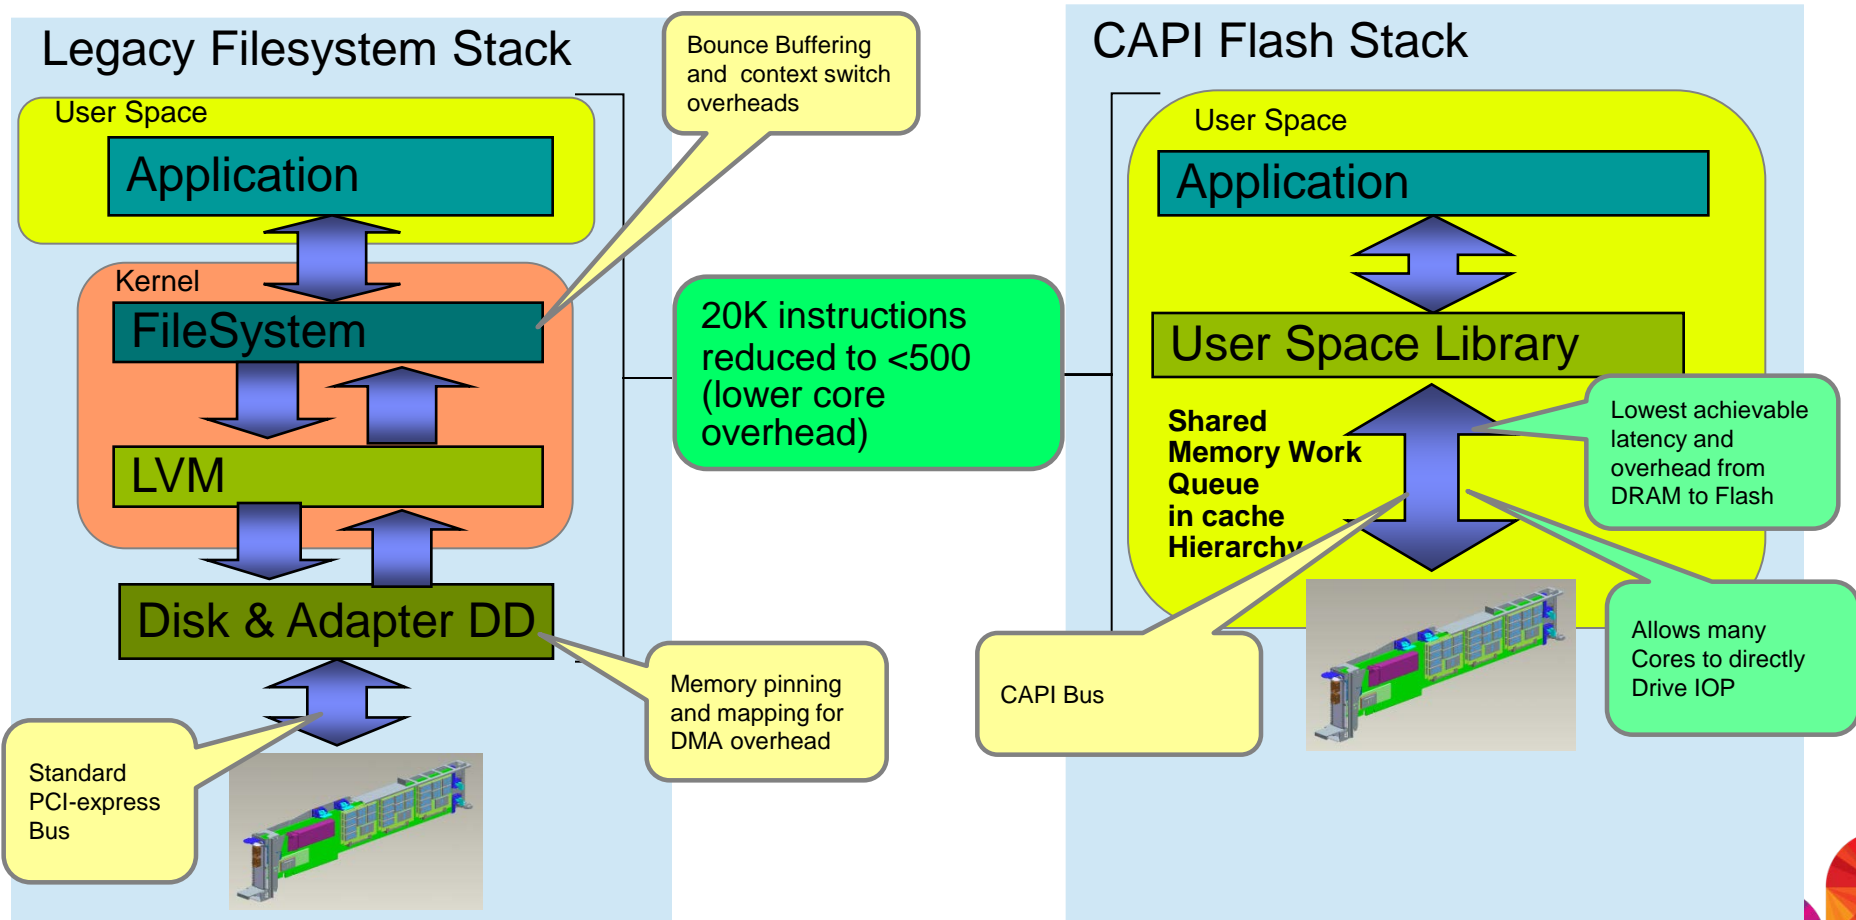 Legacy Filesystem Stack
User Space
Application
Kernel
FileSystem
LVM
Disk & Adapter DD
Bounce Buffering
and context switch
overheads
Memory pinning
and mapping for
DMA overhead
Standard
PCI-express
Bus
20K instructions
reduced to <500
(lower core
overhead)
CAPI Flash Stack
User Space
Application
User Space Library
Shared
Memory Work
Queue
in cache
Hierarchy
Lowest achievable
latency and
overhead from
DRAM to Flash
Allows many
Cores to directly
Drive IOP
CAPI Bus